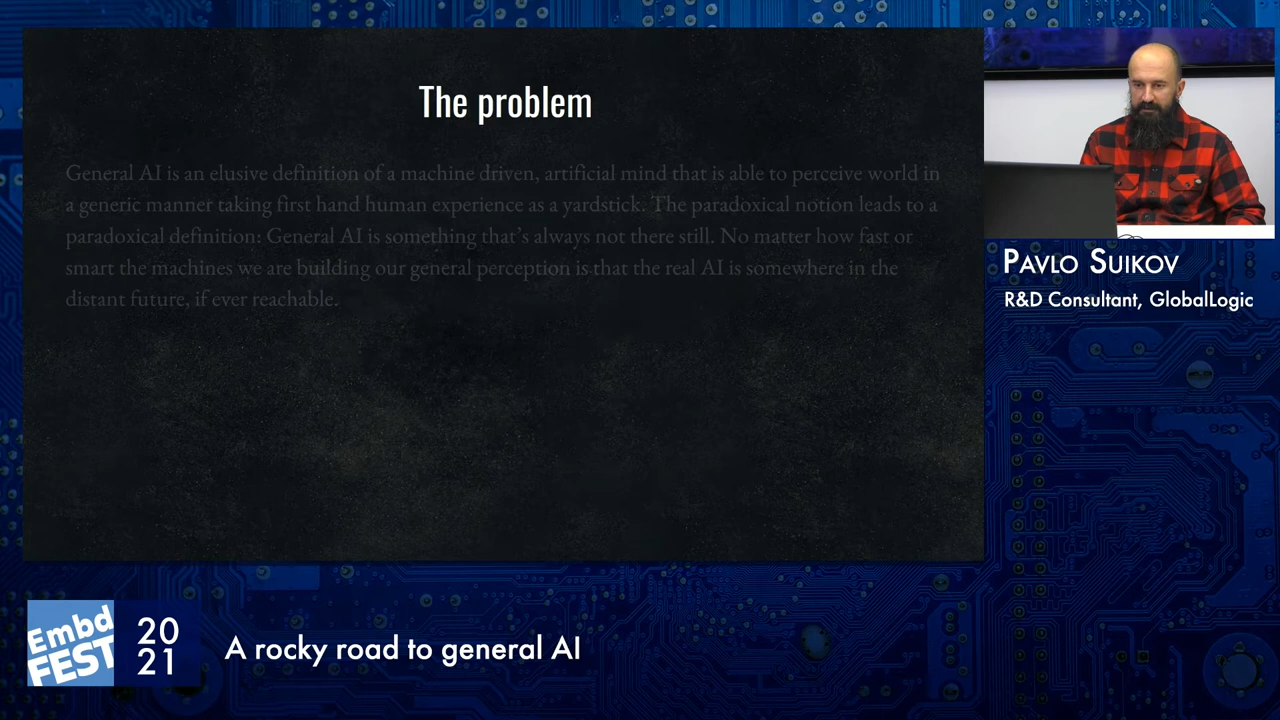 The problem
General AI is an elusive definition of a machine driven, artificial mind that is able to perceive world in
a generic manner taking first hand human experience as a yardstick. The paradoxical notion leads to a
paradoxical definition: General AI is something that’s always not there still. No matter how fast or
smart the machines we are building our general perception is that the real AI is somewhere in the
distant future, if ever reachable.
PAVLO SUIKOV
R&D Consultant, GlobalLogic
Embd
FEST
20
21
A rocky road to general AI